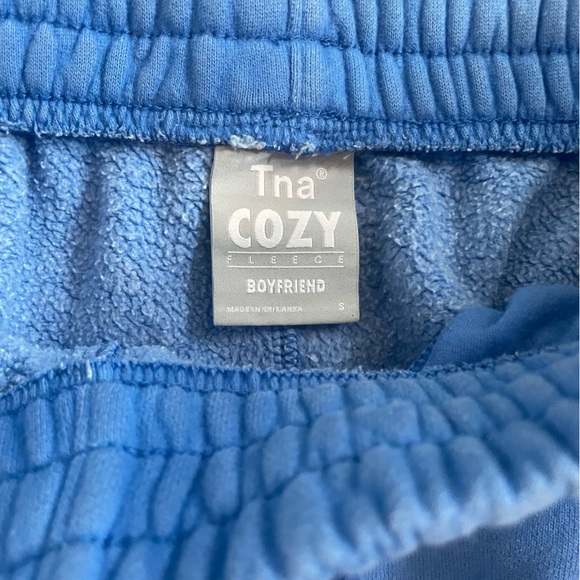 Tna®
COZY
FLEECE
BOYFRIEND
MADE IN SRI LANKA S